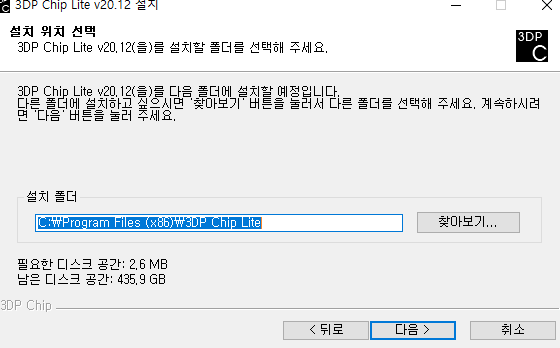 3DP Chip Lite v20.12 설치
설치 위치 선택
3DP Chip Lite v20.12(을)를 설치할 폴더를 선택해 주세요.
3DP
C
3DP Chip Lite v20.12(을)를 다음 폴더에 설치할 예정입니다.
다른 폴더에 설치하고 싶으시면 '찾아보기' 버튼을 눌러서 다른 폴더를 선택해 주세요. 계속하시려
면 '다음' 버튼을 눌러 주세요.
설치 폴더
C:₩Program Files (x86)₩3DP Chip Lite
찾아보기...
필요한 디스크 공간: 2.6 MB
남은 디스크 공간: 435.9 GB
3DP Chip
< 뒤로
다음 >
취소